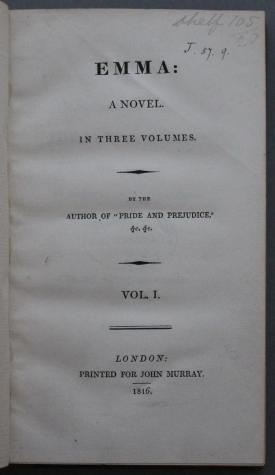 shelf 105
J. 57. 9.
EMMA:
A NOVEL.
IN THREE VOLUMES.
BY THE
AUTHOR OF "PRIDE AND PREJUDICE,"
&c. &c.
VOL. I.
LONDON:
PRINTED FOR JOHN MURRAY.
1816.